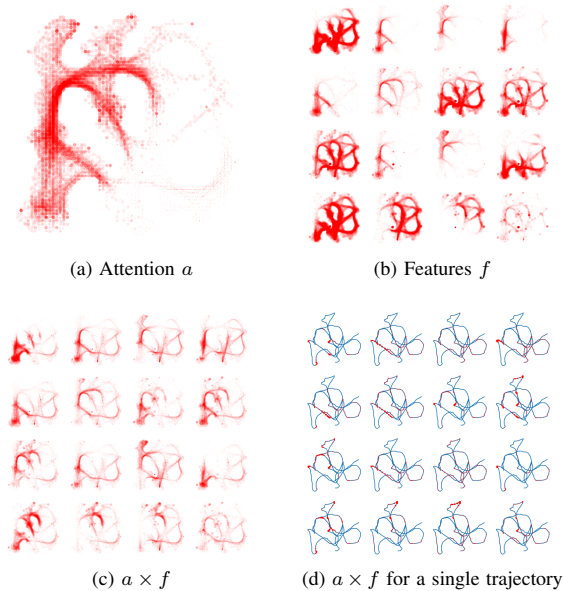 (a) Attention a
(b) Features f
(c) a × f
(d) a × f for a single trajectory